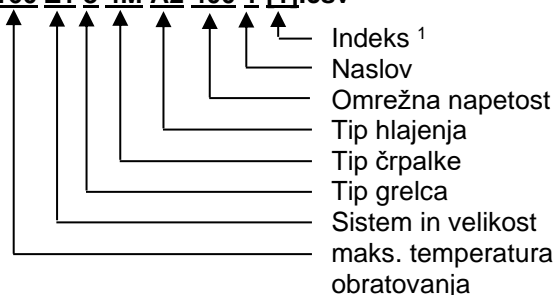 Indeks ¹
Naslov
Omrežna napetost
Tip hlajenja
Tip črpalke
Tip grelca
Sistem in velikost
maks. temperatura
obratovanja